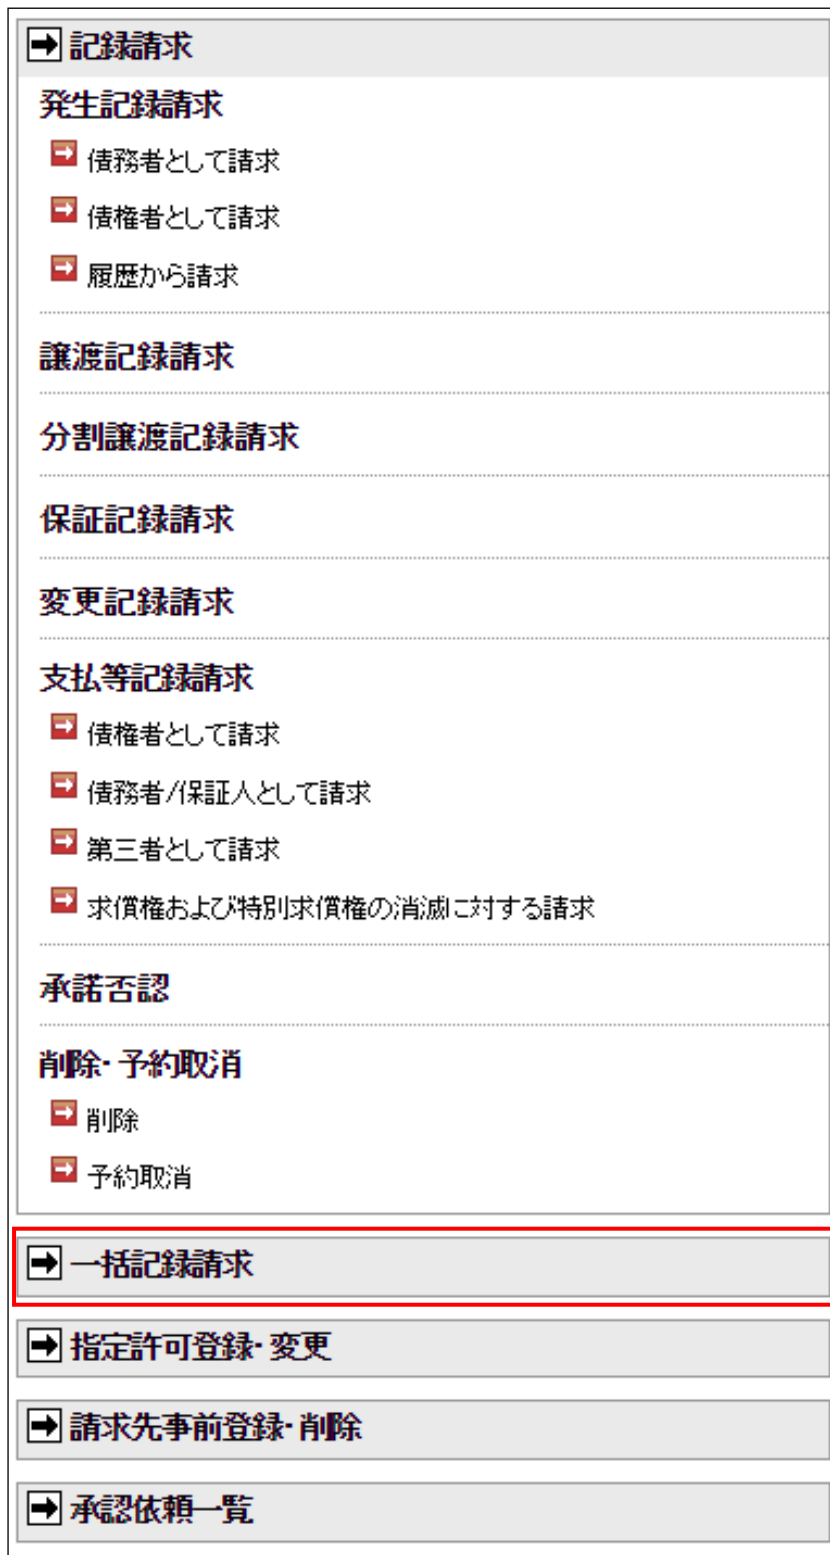 記録請求
発生記録請求
債務者として請求
債権者として請求
履歴から請求
譲渡記録請求
分割譲渡記録請求
保証記録請求
変更記録請求
支払等記録請求
債権者として請求
債務者/保証人として請求
第三者として請求
求償権および特別求償権の消滅に対する請求
承諾否認
削除・予約取消
削除
予約取消
一括記録請求
指定許可登録・変更
請求先事前登録・削除
承認依頼一覧